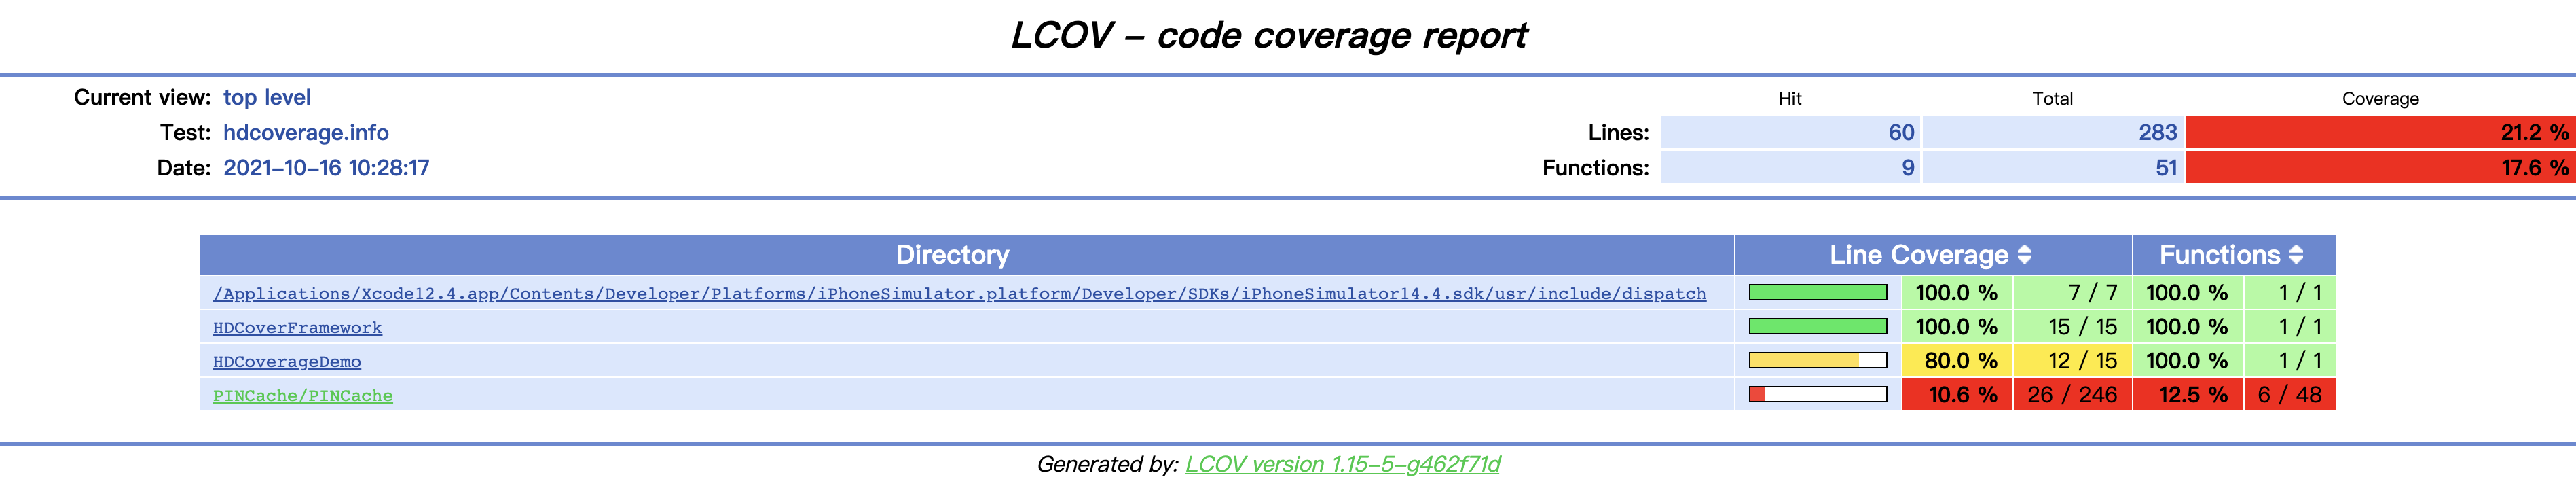 LCOV – code coverage report
Current view: top level
Hit Total Coverage
Test: hdcoverage.info Lines: 60 283 21.2 %
Date: 2021–10–16 10:28:17 Functions: 9 51 17.6 %
Directory Line Coverage Functions
/Applications/Xcode12.4.app/Contents/Developer/Platforms/iPhoneSimulator.platform/Developer/SDKs/iPhoneSimulator14.4.sdk/usr/include/dispatch 100.0 % 7 / 7 100.0 % 1 / 1
HDCoverFramework 100.0 % 15 / 15 100.0 % 1 / 1
HDCoverageDemo 80.0 % 12 / 15 100.0 % 1 / 1
PINCache/PINCache 10.6 % 26 / 246 12.5 % 6 / 48
Generated by: LCOV version 1.15–5–g462f71d